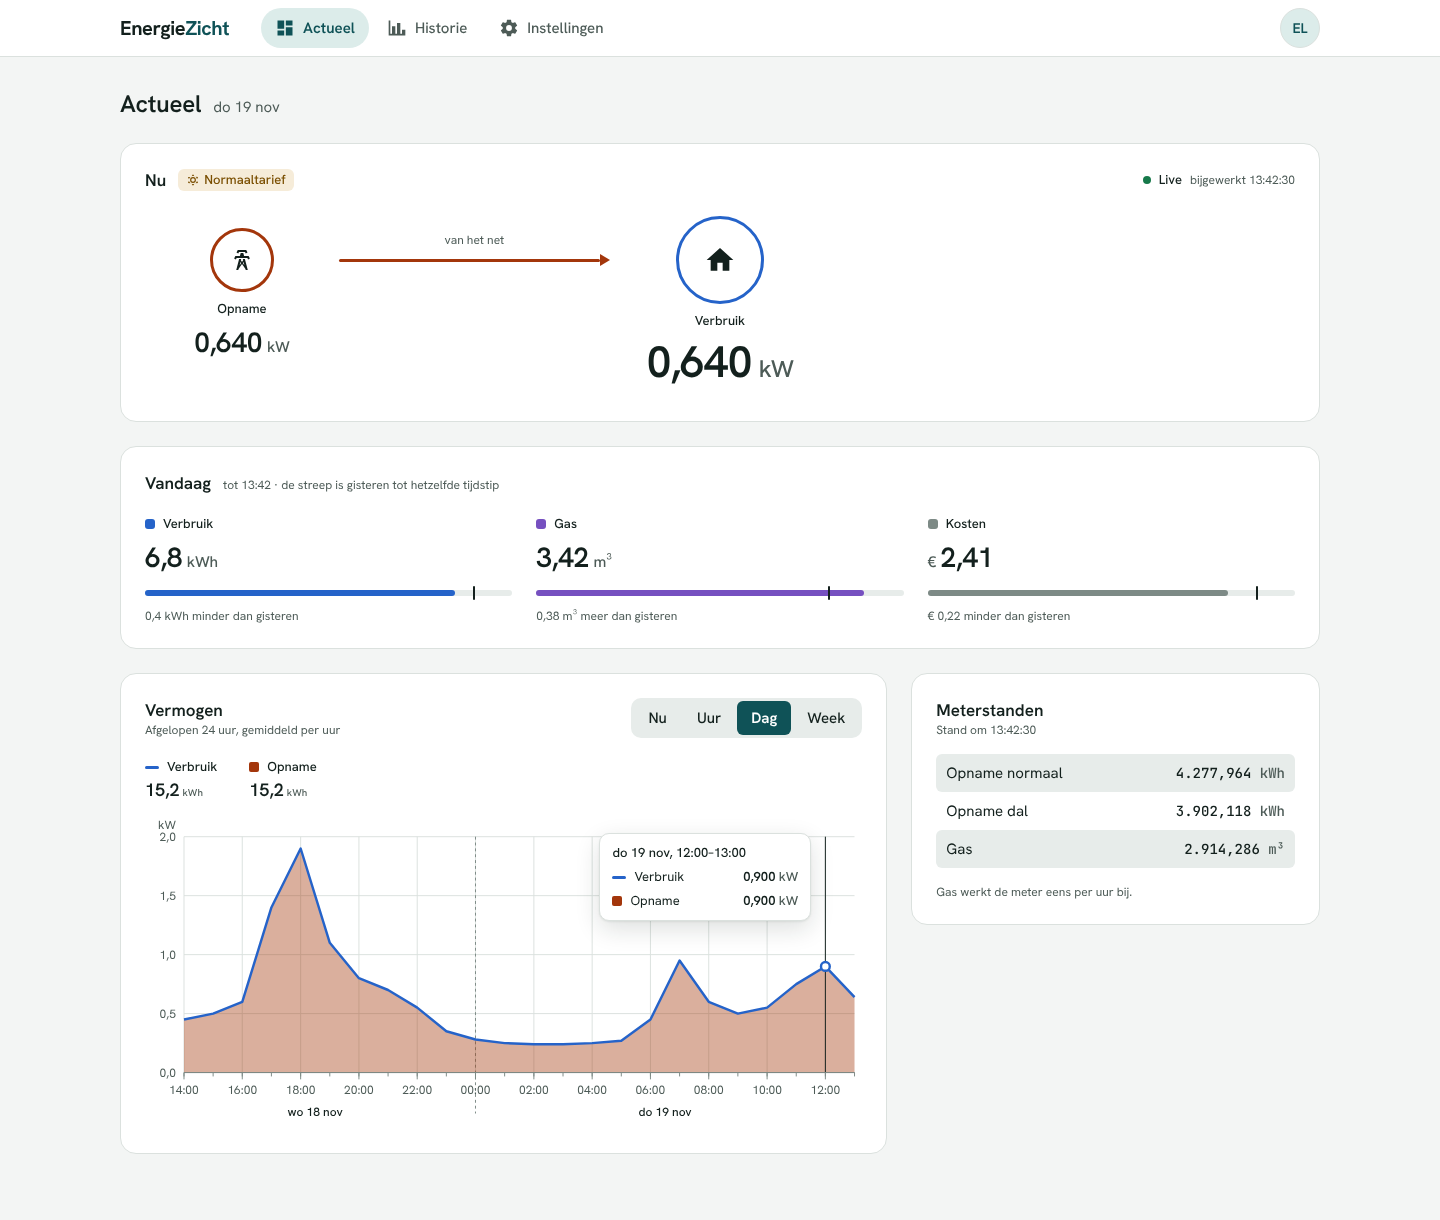 EnergieZicht
Actueel
Historie
Instellingen
EL
Actueel do 19 nov
Nu
Normaaltarief
Live bijgewerkt 13:42:30
van het net
Opname
0,640 kW
Verbruik
0,640 kW
Vandaag tot 13:42 · de streep is gisteren tot hetzelfde tijdstip
Verbruik
6,8 kWh
0,4 kWh minder dan gisteren
Gas
3,42 m³
0,38 m³ meer dan gisteren
Kosten
€ 2,41
€ 0,22 minder dan gisteren
Vermogen
Afgelopen 24 uur, gemiddeld per uur
Nu Uur Dag Week
Verbruik
15,2 kWh
Opname
15,2 kWh
kW
2,0
1,5
1,0
0,5
0,0
do 19 nov, 12:00–13:00
Verbruik 0,900 kW
Opname 0,900 kW
14:00 16:00 18:00 20:00 22:00 00:00 02:00 04:00 06:00 08:00 10:00 12:00
wo 18 nov do 19 nov
Meterstanden
Stand om 13:42:30
Opname normaal 4.277,964 kWh
Opname dal 3.902,118 kWh
Gas 2.914,286 m³
Gas werkt de meter eens per uur bij.